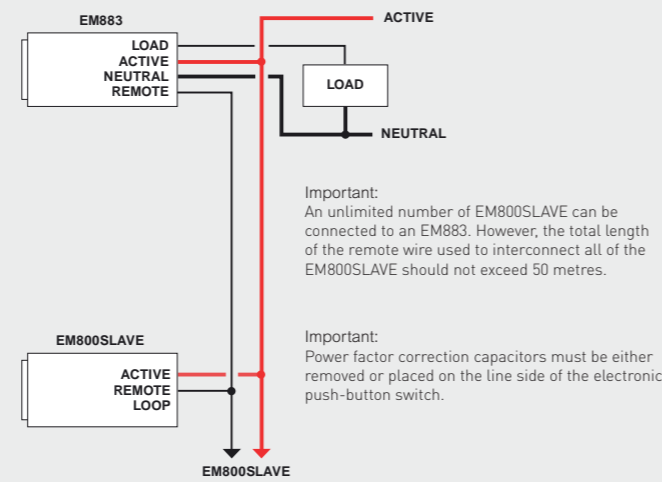 EM883
LOAD
ACTIVE
NEUTRAL
REMOTE
ACTIVE
LOAD
NEUTRAL
Important:
An unlimited number of EM800SLAVE can be
connected to an EM883. However, the total length
of the remote wire used to interconnect all of the
EM800SLAVE should not exceed 50 metres.
EM800SLAVE
ACTIVE
REMOTE
LOOP
Important:
Power factor correction capacitors must be either
removed or placed on the line side of the electronic
push-button switch.
EM800SLAVE